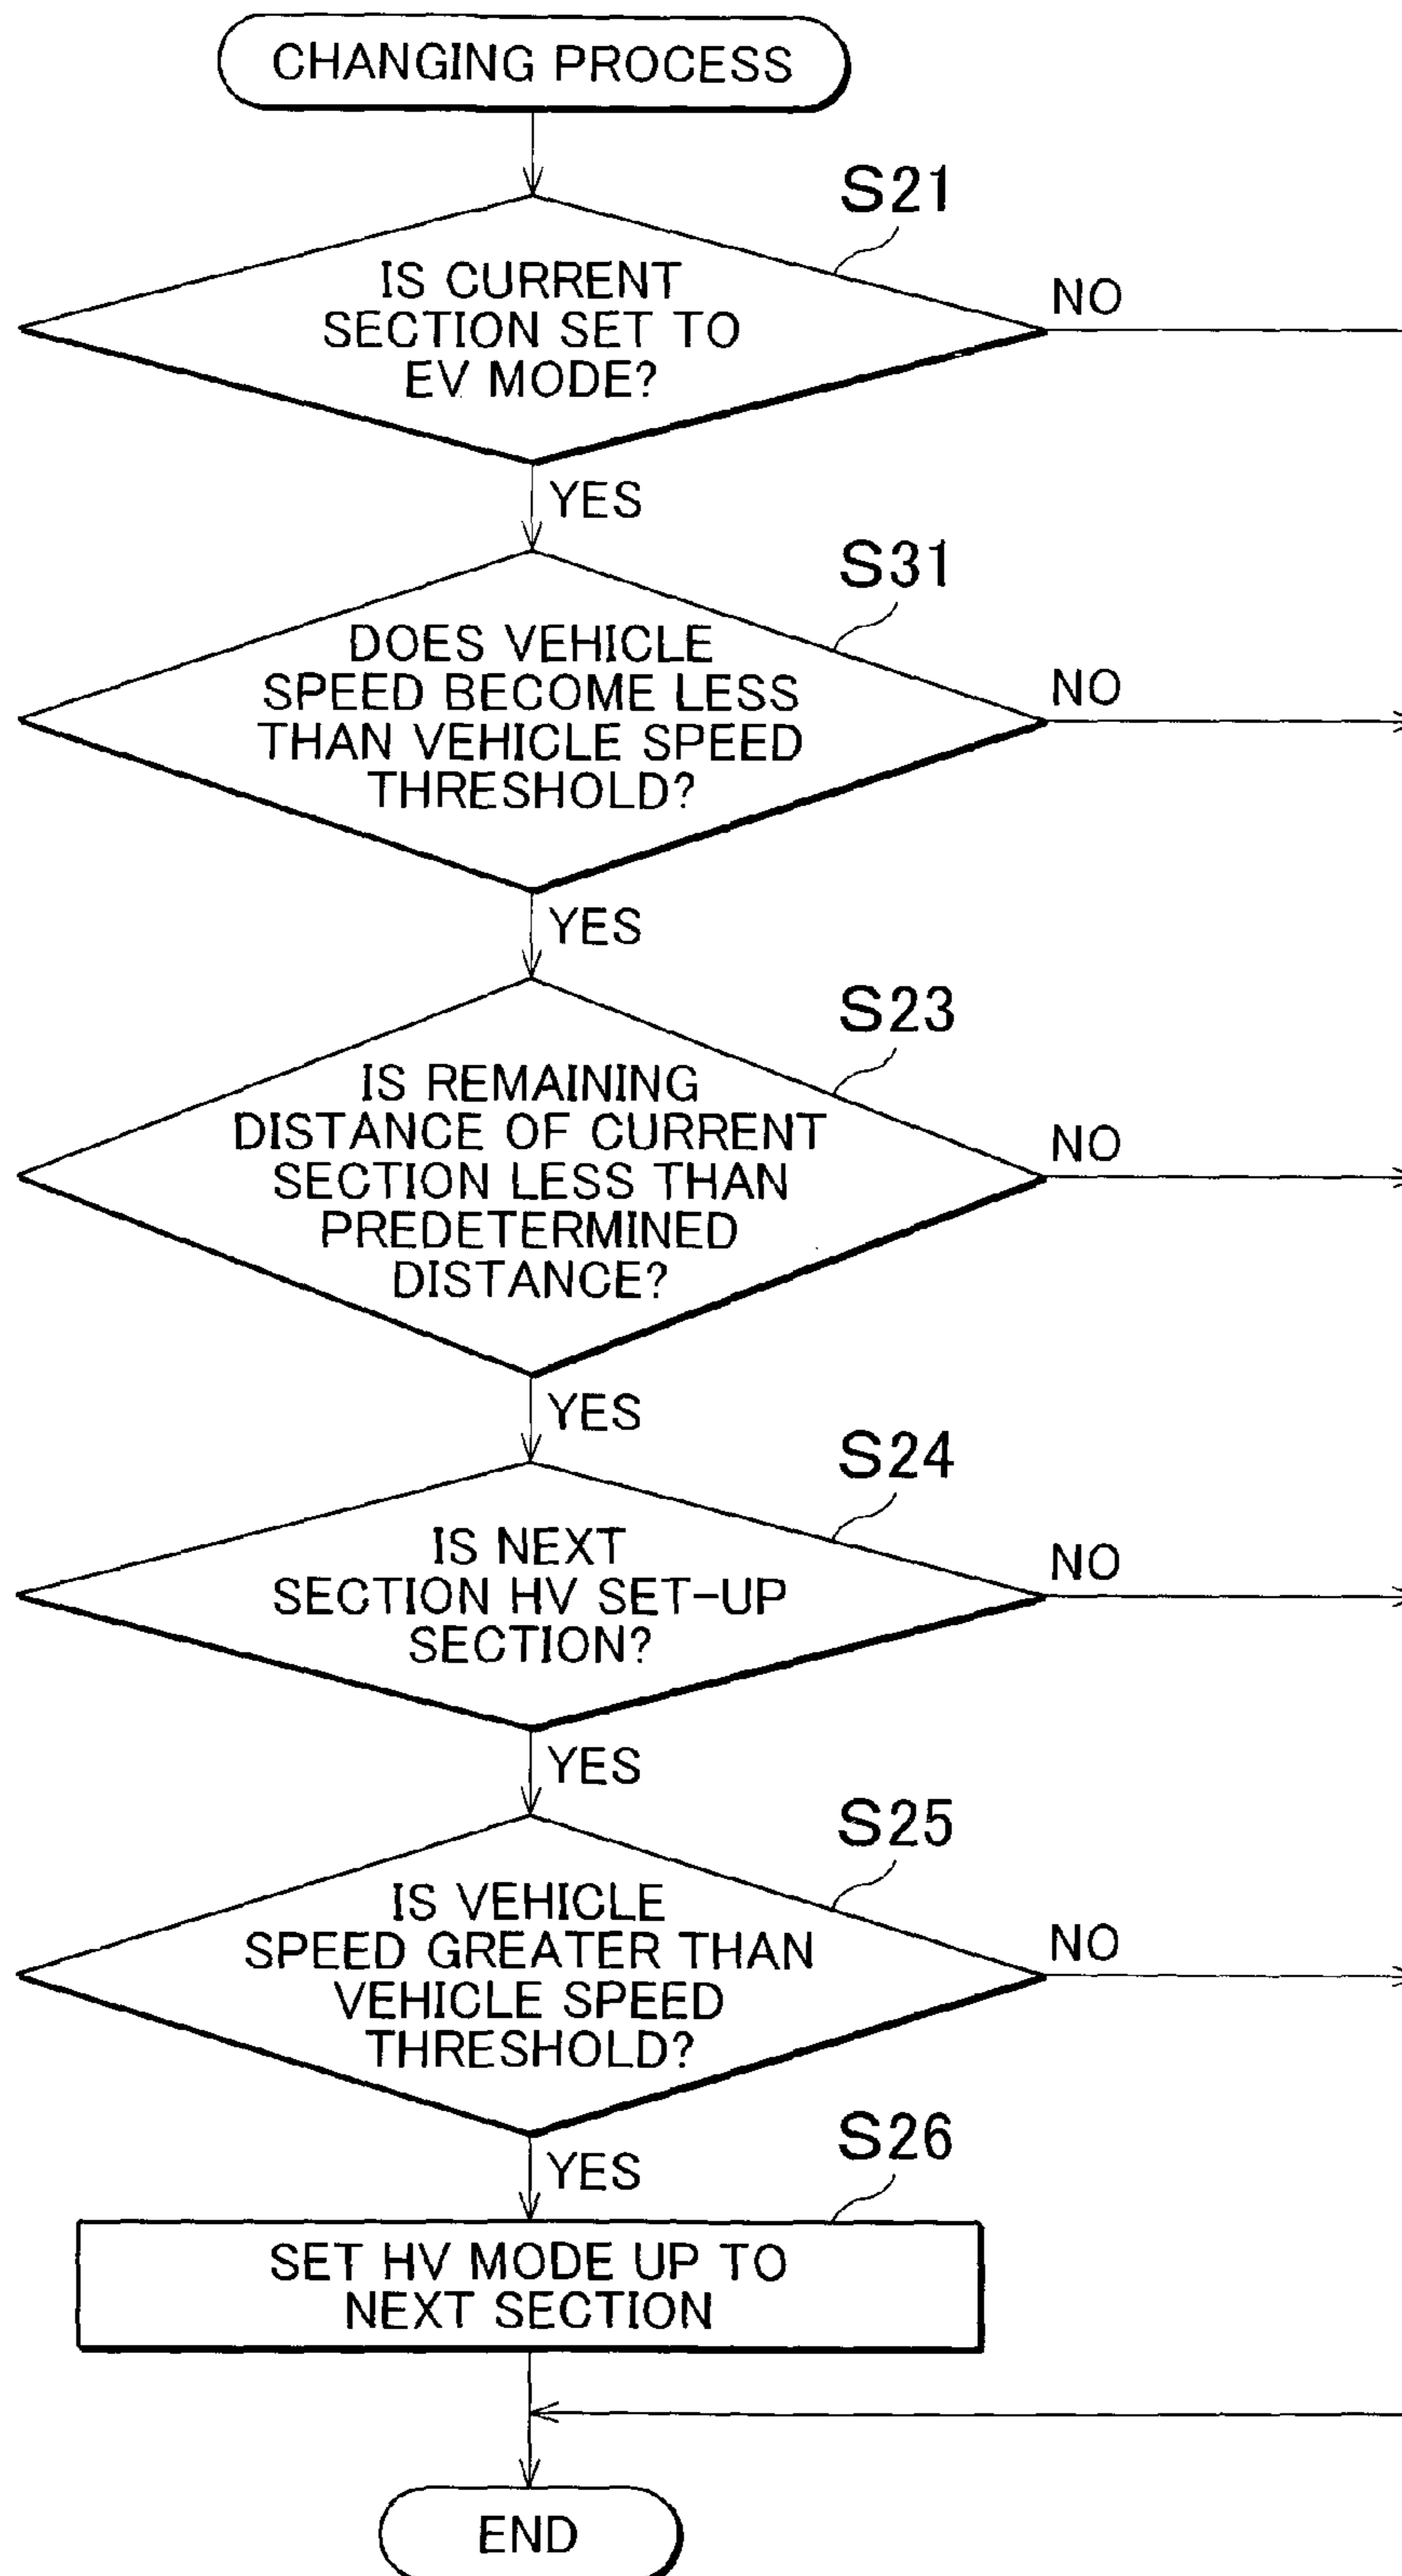 CHANGING PROCESS
S21
IS CURRENT
SECTION SET TO
EV MODE?
NO
YES
S31
DOES VEHICLE
SPEED BECOME LESS
THAN VEHICLE SPEED
THRESHOLD?
NO
YES
S23
IS REMAINING
DISTANCE OF CURRENT
SECTION LESS THAN
PREDETERMINED
DISTANCE?
NO
YES
S24
IS NEXT
SECTION HV SET-UP
SECTION?
NO
YES
S25
IS VEHICLE
SPEED GREATER THAN
VEHICLE SPEED
THRESHOLD?
NO
YES
S26
SET HV MODE UP TO
NEXT SECTION
END